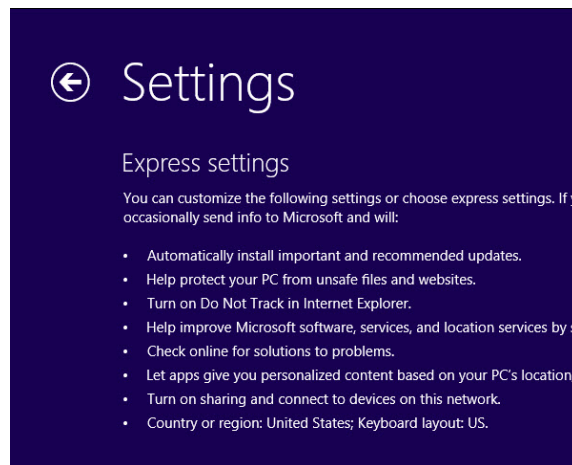 Settings
Express settings
You can customize the following settings or choose express settings. If
occasionally send info to Microsoft and will:
• Automatically install important and recommended updates.
• Help protect your PC from unsafe files and websites.
• Turn on Do Not Track in Internet Explorer.
• Help improve Microsoft software, services, and location services by
• Check online for solutions to problems.
• Let apps give you personalized content based on your PC's location,
• Turn on sharing and connect to devices on this network.
• Country or region: United States; Keyboard layout: US.